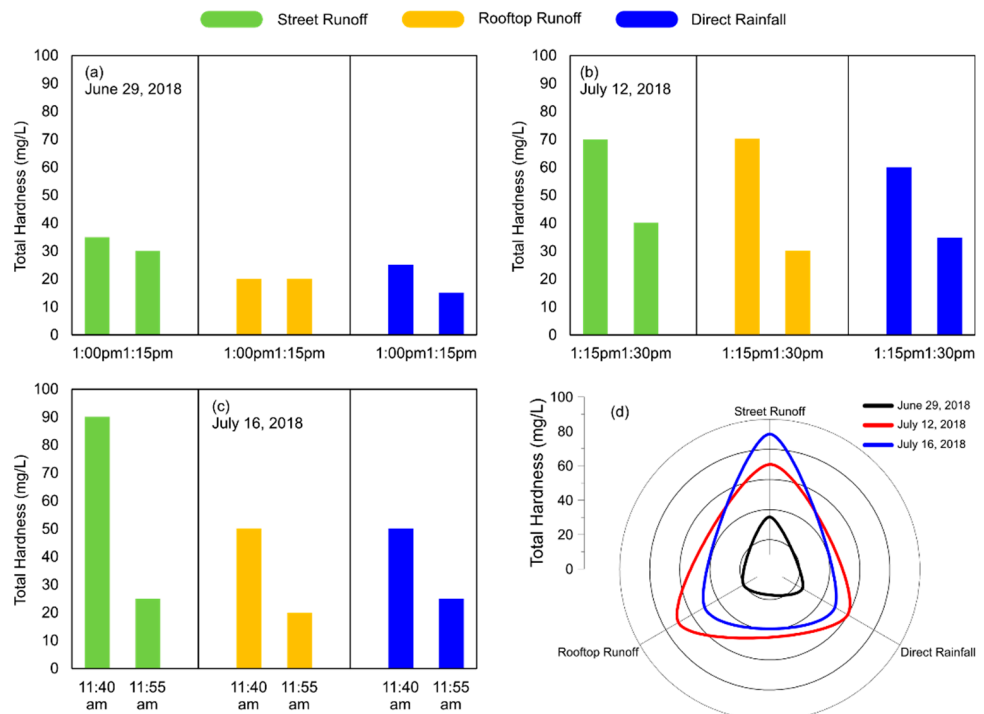 Street Runoff Rooftop Runoff Direct Rainfall
(a)
June 29, 2018
Total Hardness (mg/L)
100
90
80
70
60
50
40
30
20
10
0
1:00pm1:15pm 1:00pm1:15pm 1:00pm1:15pm
(b)
July 12, 2018
Total Hardness (mg/L)
100
90
80
70
60
50
40
30
20
10
0
1:15pm1:30pm 1:15pm1:30pm 1:15pm1:30pm
(c)
July 16, 2018
Total Hardness (mg/L)
100
90
80
70
60
50
40
30
20
10
0
11:40 11:55 11:40 11:55 11:40 11:55
am am am am am am
(d)
Total Hardness (mg/L)
100
80
60
40
20
0
Street Runoff
June 29, 2018
July 12, 2018
July 16, 2018
Rooftop Runoff
Direct Rainfall